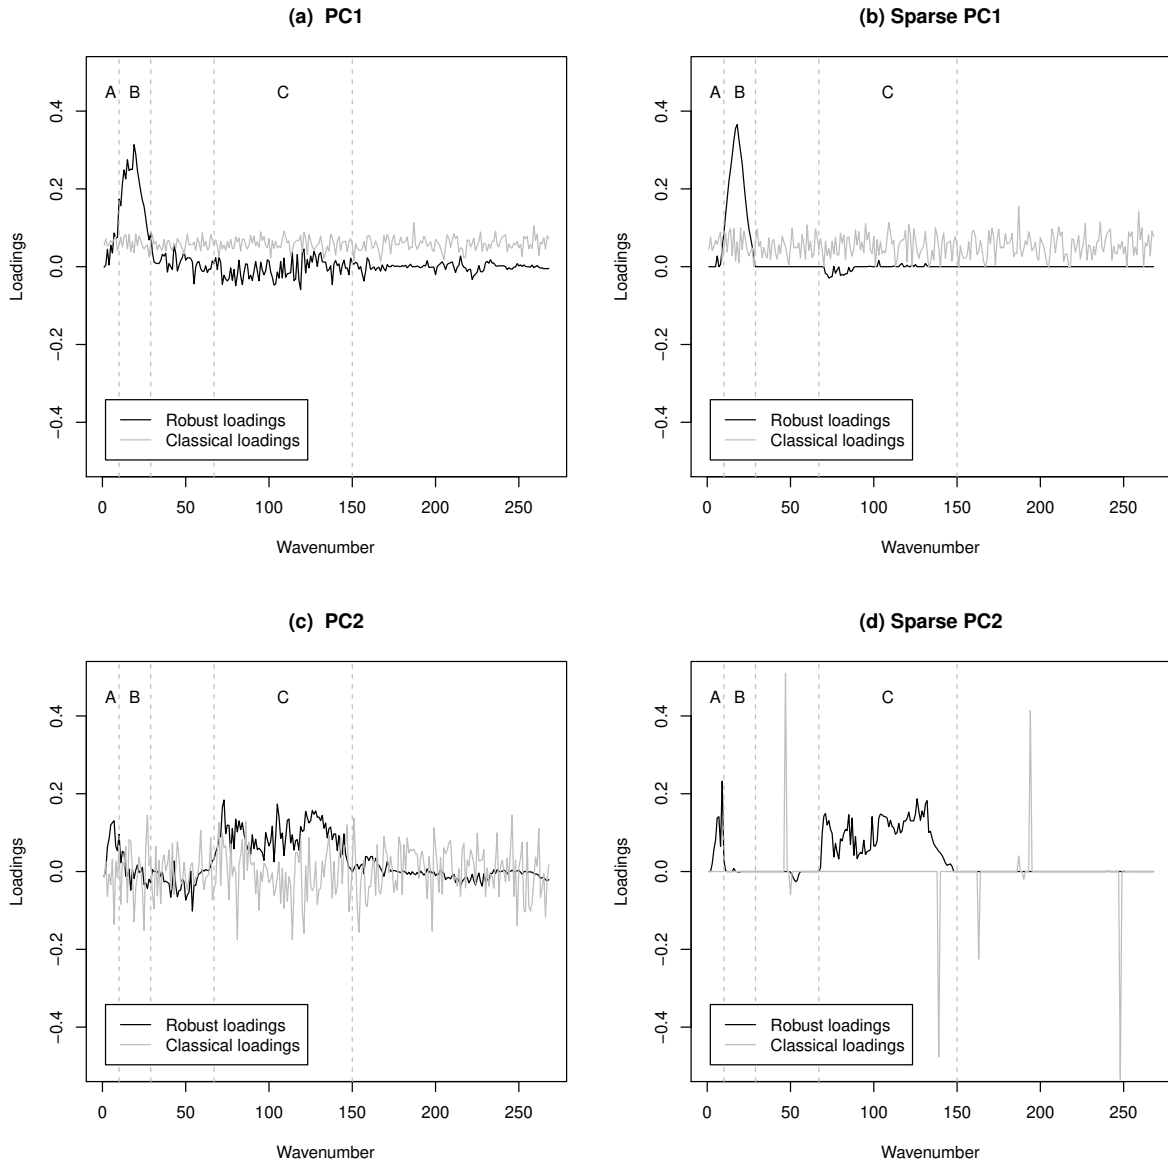 (a) PC1
A B C
Loadings
0.4
0.2
0.0
−0.2
−0.4
Robust loadings
Classical loadings
0 50 100 150 200 250
Wavenumber
(b) Sparse PC1
A B C
Loadings
0.4
0.2
0.0
−0.2
−0.4
Robust loadings
Classical loadings
0 50 100 150 200 250
Wavenumber
(c) PC2
A B C
Loadings
0.4
0.2
0.0
−0.2
−0.4
Robust loadings
Classical loadings
0 50 100 150 200 250
Wavenumber
(d) Sparse PC2
A B C
Loadings
0.4
0.2
0.0
−0.2
−0.4
Robust loadings
Classical loadings
0 50 100 150 200 250
Wavenumber